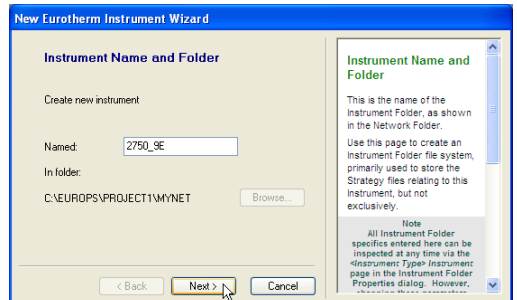 New Eurotherm Instrument Wizard
Instrument Name and Folder
Create new instrument
Named: 2750_9E
In folder:
C:\EUROPS\PROJECT1\MYNET Browse...
< Back Next > Cancel
Instrument Name and
Folder
This is the name of the
Instrument Folder, as shown
in the Network Folder.
Use this page to create an
Instrument Folder file system,
primarily used to store the
Strategy files relating to this
Instrument, but not
exclusively.
Note
All Instrument Folder
specifics entered here can be
inspected at any time via the
<Instrument Type> Instrument
page in the Instrument Folder
Properties dialog. However,
changing these parameters